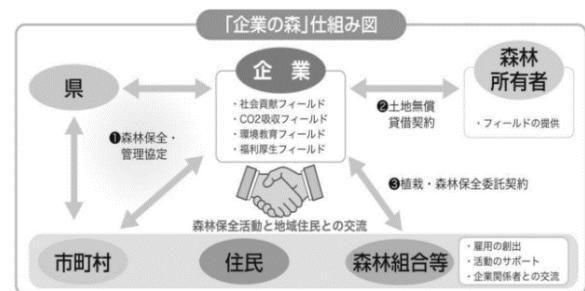 「企業の森」仕組み図
県
企業
・社会貢献フィールド
・CO2吸収フィールド
・環境教育フィールド
・福利厚生フィールド
森林
所有者
・フィールドの提供
❶森林保全・
管理協定
❷土地無償
貸借契約
❸植栽・森林保全委託契約
森林保全活動と地域住民との交流
市町村
住民
森林組合等
・雇用の創出
・活動のサポート
・企業関係者との交流